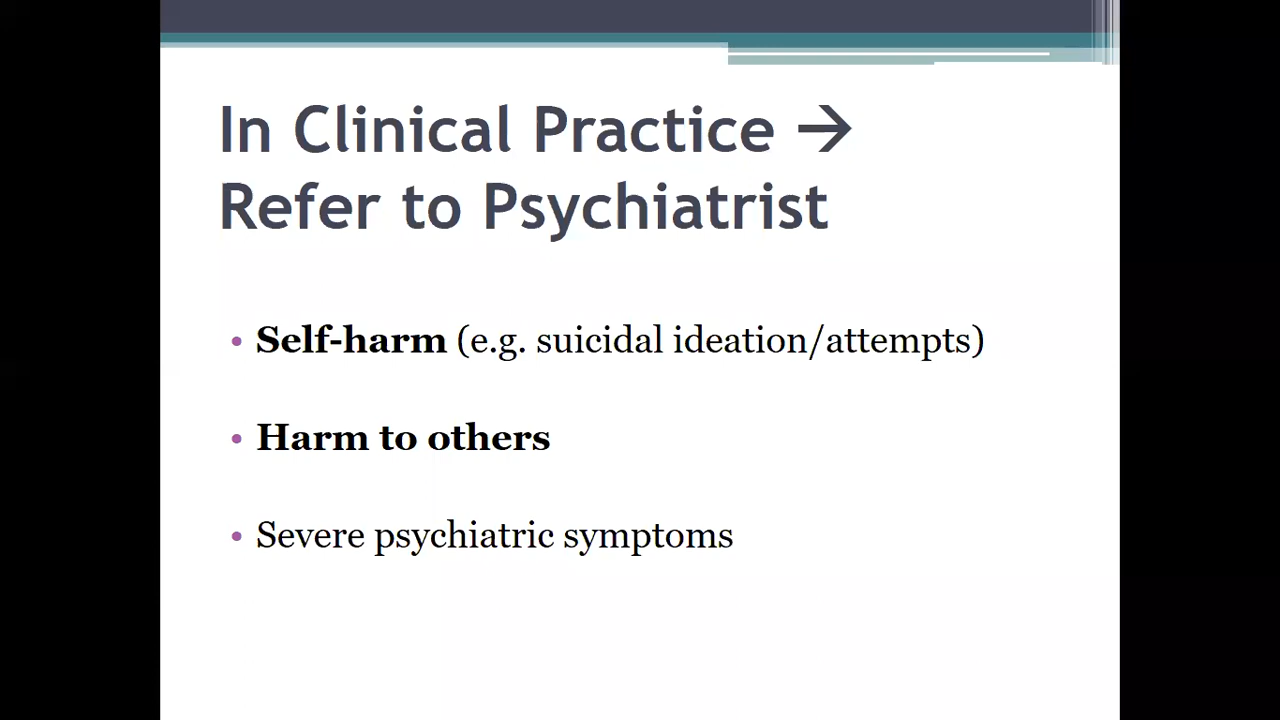 In Clinical Practice →
Refer to Psychiatrist
• Self-harm (e.g. suicidal ideation/attempts)
• Harm to others
• Severe psychiatric symptoms